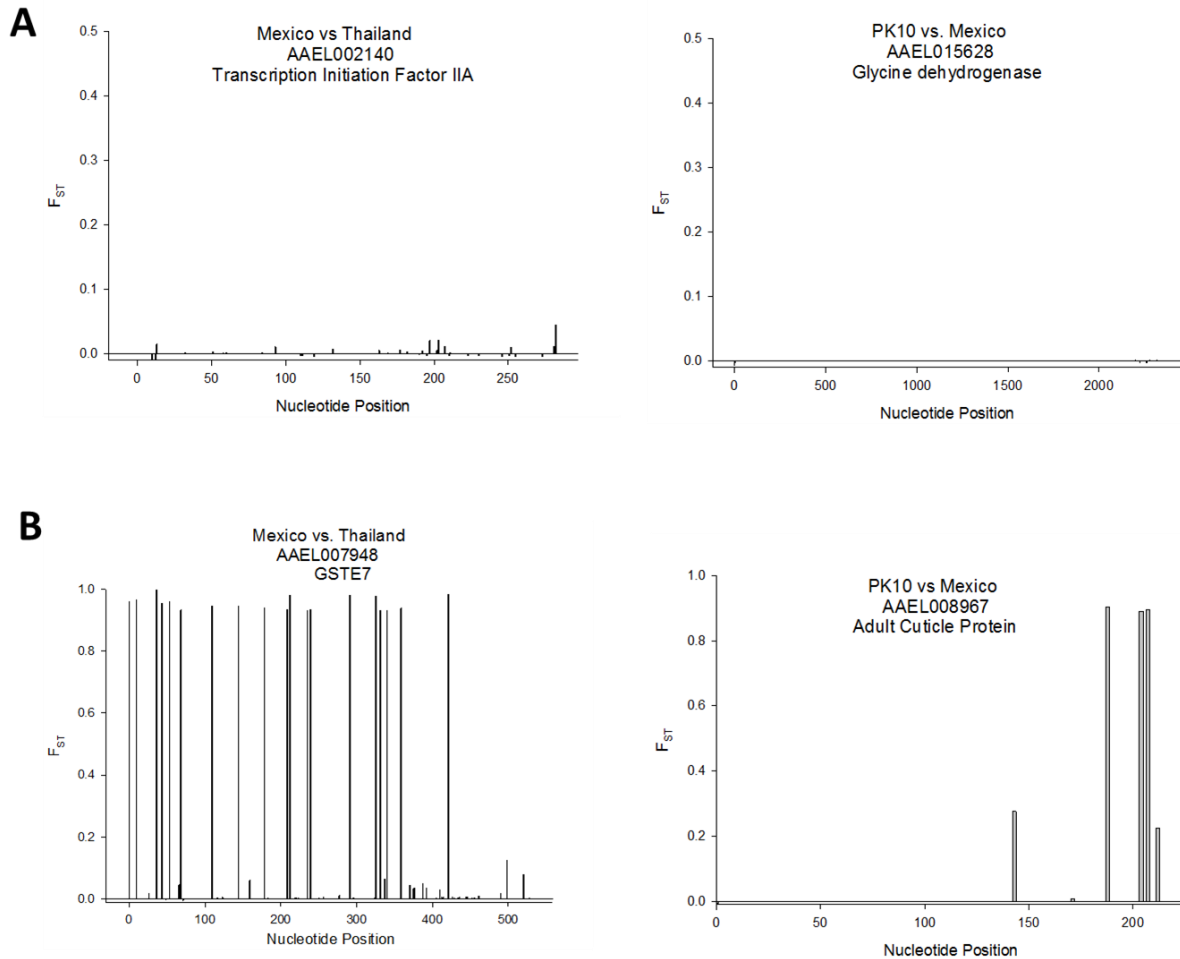 A
Mexico vs Thailand
AAEL002140
Transcription Initiation Factor IIA
0.5
0.4
0.3
0.2
0.1
0.0
FST
0 50 100 150 200 250
Nucleotide Position
PK10 vs. Mexico
AAEL015628
Glycine dehydrogenase
0.5
0.4
0.3
0.2
0.1
0.0
FST
0 500 1000 1500 2000
Nucleotide Position
B
Mexico vs. Thailand
AAEL007948
GSTE7
1.0
0.8
0.6
0.4
0.2
0.0
FST
0 100 200 300 400 500
Nucleotide Position
PK10 vs Mexico
AAEL008967
Adult Cuticle Protein
1.0
0.8
0.6
0.4
0.2
0.0
FST
0 50 100 150 200
Nucleotide Position